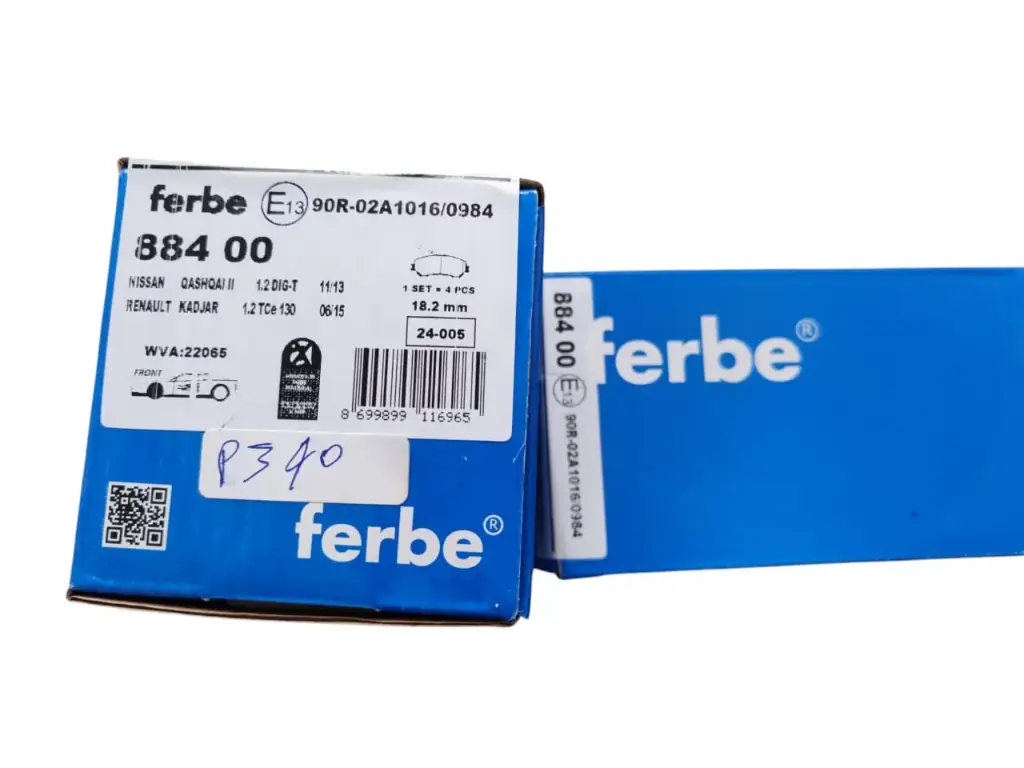 ferbe E13 90R-02A1016/0984
884 00
NISSAN QASHQAI II 1.2 DIG-T 11/13
RENAULT KADJAR 1.2 TCe 130 06/15
1 SET = 4 PCS
18.2 mm
24-005
WVA:22065
FRONT
8 699899 116965
P340
ferbe®
884 00 E13 90R-02A1016/0984
ferbe®